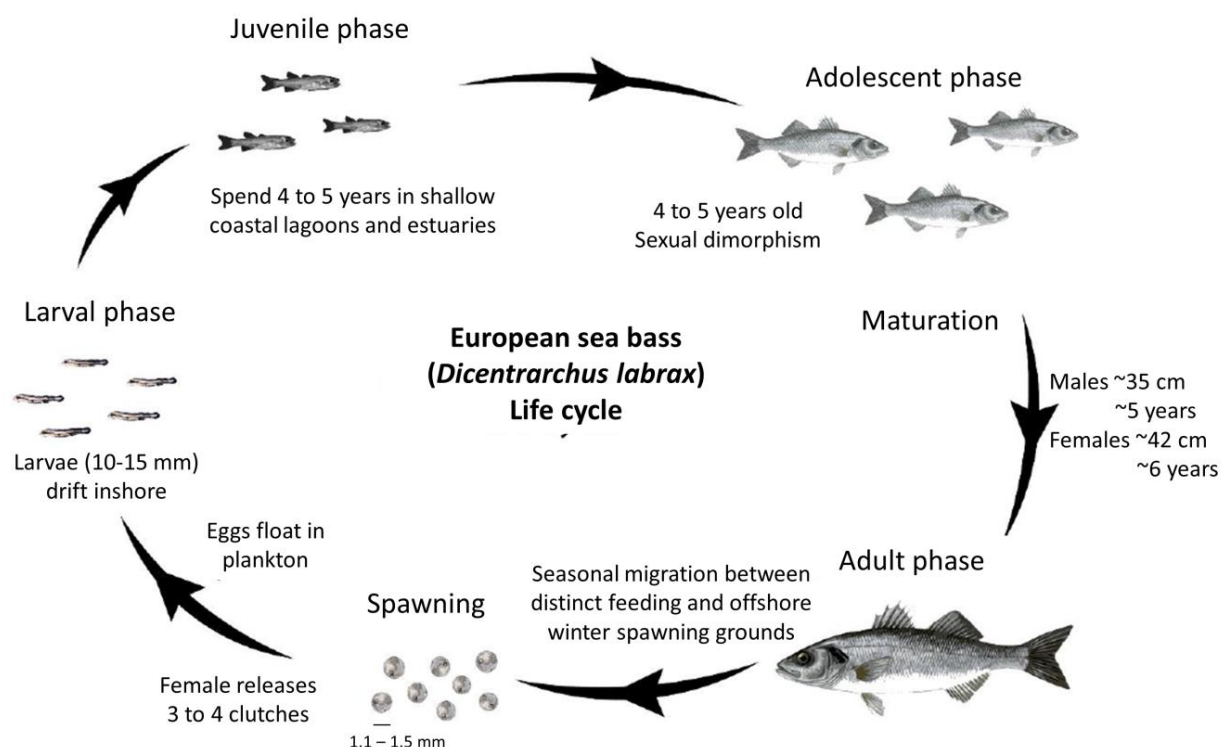 Juvenile phase
Spend 4 to 5 years in shallow
coastal lagoons and estuaries
Adolescent phase
4 to 5 years old
Sexual dimorphism
Larval phase
Larvae (10-15 mm)
drift inshore
European sea bass
(Dicentrarchus labrax)
Life cycle
Maturation
Males ~35 cm
~5 years
Females ~42 cm
~6 years
Adult phase
Seasonal migration between
distinct feeding and offshore
winter spawning grounds
Spawning
1.1 – 1.5 mm
Female releases
3 to 4 clutches
Eggs float in
plankton